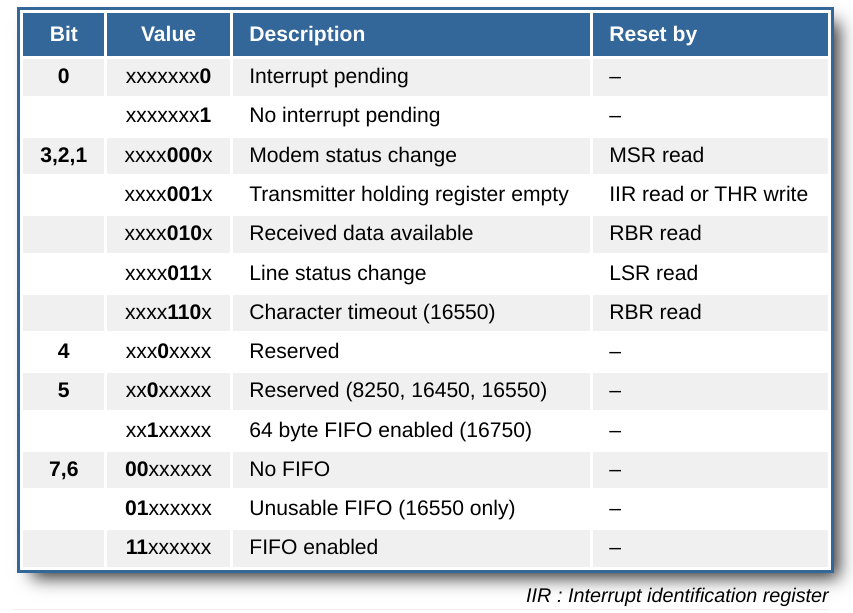 Bit Value Description Reset by
0 xxxxxxx0 Interrupt pending –
xxxxxxx1 No interrupt pending –
3,2,1 xxxx000x Modem status change MSR read
xxxx001x Transmitter holding register empty IIR read or THR write
xxxx010x Received data available RBR read
xxxx011x Line status change LSR read
xxxx110x Character timeout (16550) RBR read
4 xxx0xxxx Reserved –
5 xx0xxxxx Reserved (8250, 16450, 16550) –
xx1xxxxx 64 byte FIFO enabled (16750) –
7,6 00xxxxxx No FIFO –
01xxxxxx Unusable FIFO (16550 only) –
11xxxxxx FIFO enabled –
IIR : Interrupt identification register